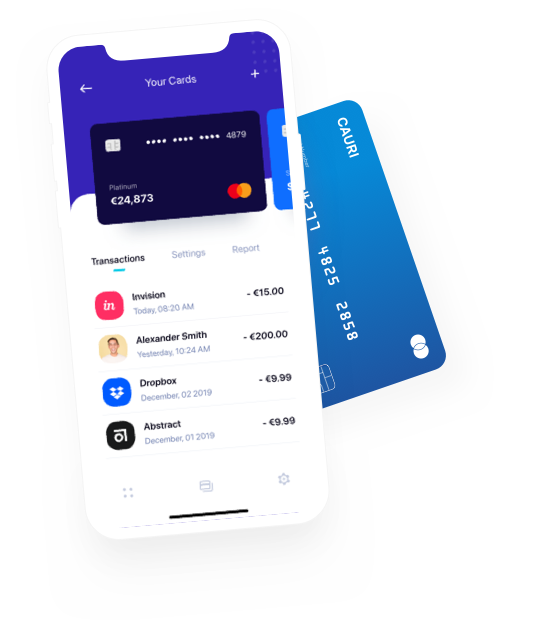 Your Cards
•••• •••• •••• 4879
Platinum
€24,873
Transactions
Settings
Report
in
Invision
Today, 08:20 AM
- €15.00
Alexander Smith
Yesterday, 10:24 AM
- €200.00
Dropbox
December, 02 2019
- €9.99
Abstract
December, 01 2019
- €9.99
CAURI
4825 2858